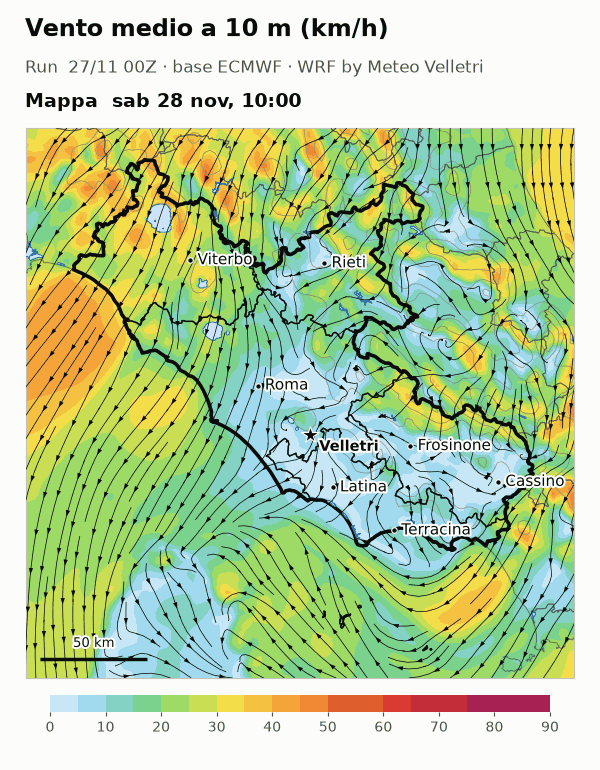 Vento medio a 10 m (km/h)
Run 27/11 00Z · base ECMWF · WRF by Meteo Velletri
Mappa sab 28 nov, 10:00
Viterbo
Rieti
Roma
Velletri
Frosinone
Latina
Cassino
Terracina
50 km
0 10 20 30 40 50 60 70 80 90